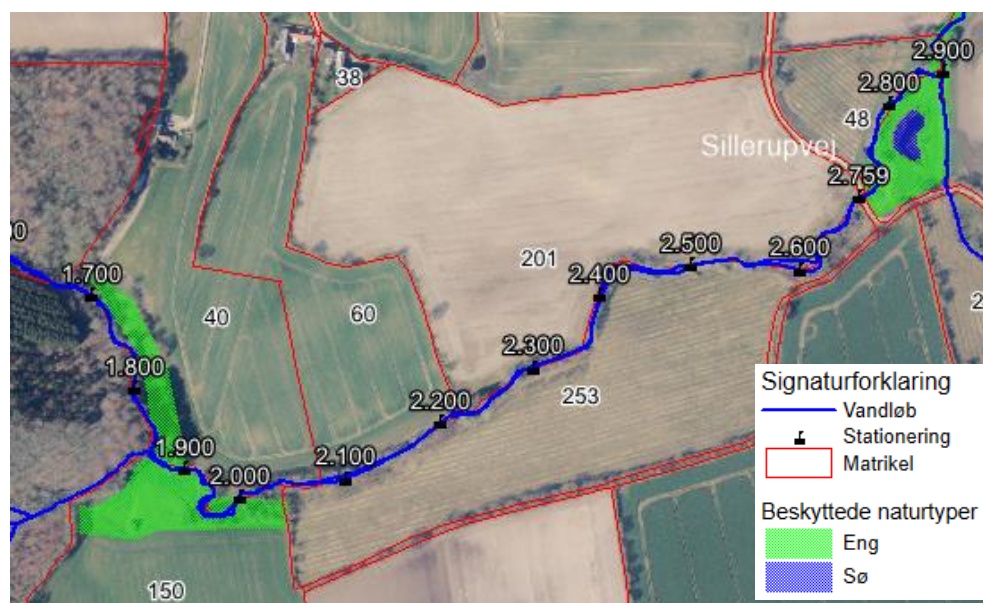 38
2.900
2.800
48
Sillerupvej
2.759
201
2.500
2.600
2.400
1.700
40
60
1.800
2.300
253
2.200
1.900
2.000
2.100
150
Signaturforklaring
Vandløb
Stationering
Matrikel
Beskyttede naturtyper
Eng
Sø